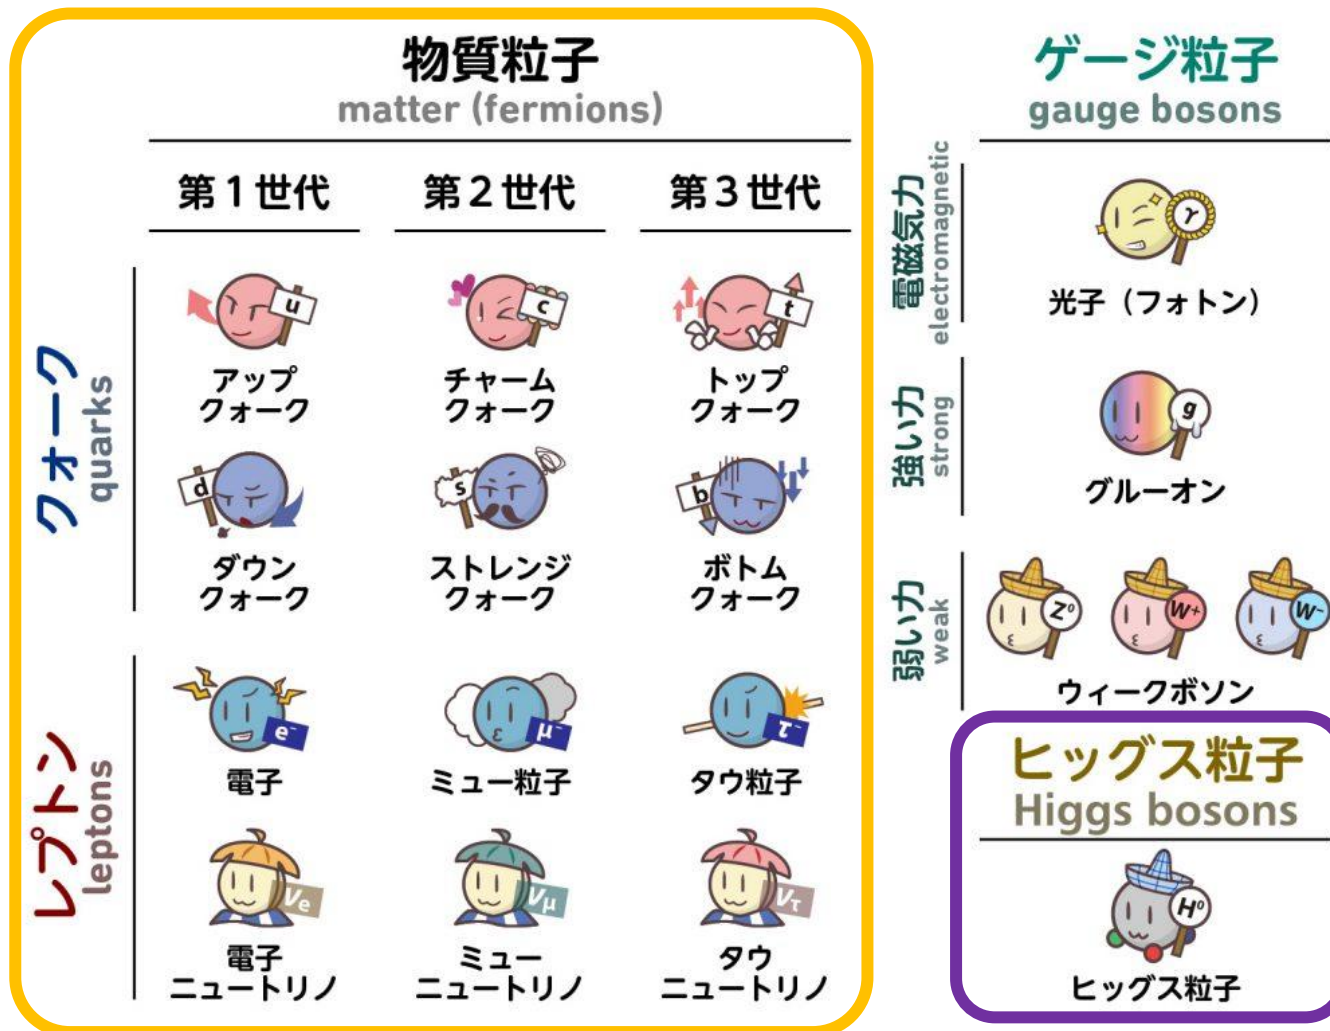 物質粒子
matter (fermions)
第1世代
第2世代
第3世代
クォーク
quarks
u
アップ
クォーク
c
チャーム
クォーク
t
トップ
クォーク
d
ダウン
クォーク
s
ストレンジ
クォーク
b
ボトム
クォーク
レプトン
leptons
e⁻
電子
μ⁻
ミュー粒子
τ⁻
タウ粒子
νe
電子
ニュートリノ
νμ
ミュー
ニュートリノ
ντ
タウ
ニュートリノ
ゲージ粒子
gauge bosons
電磁気力
electromagnetic
γ
光子（フォトン）
強い力
strong
g
グルーオン
弱い力
weak
Z⁰
W⁺
W⁻
ウィークボソン
ヒッグス粒子
Higgs bosons
H⁰
ヒッグス粒子